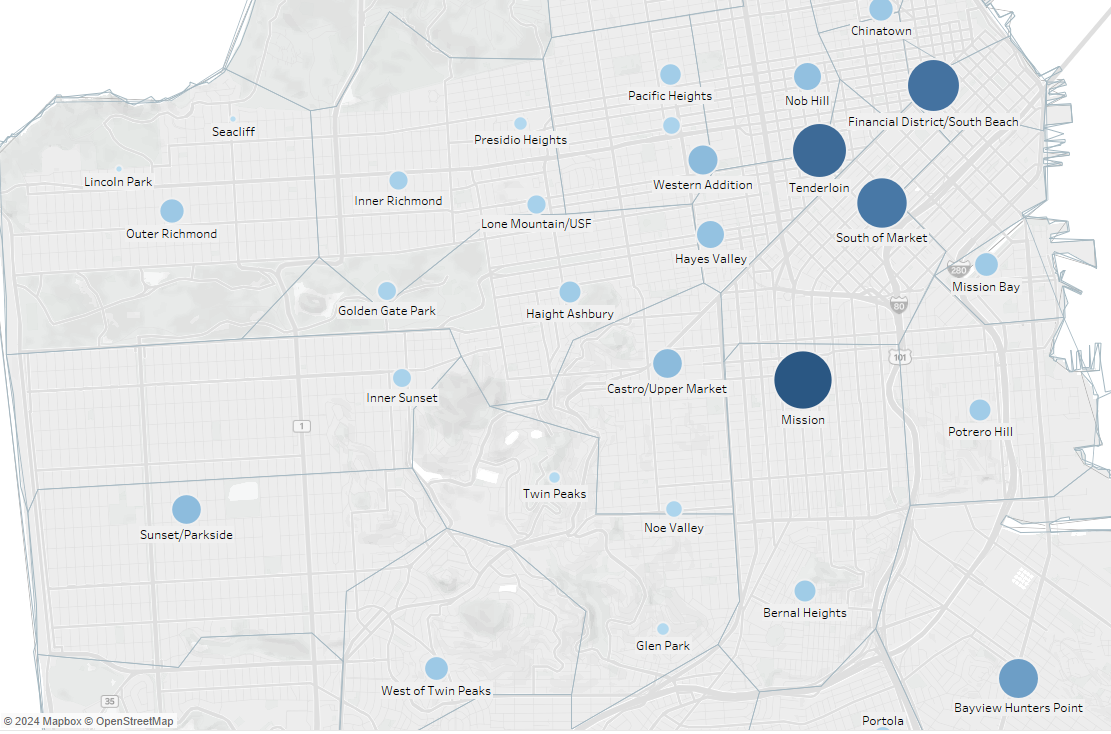 Chinatown
Pacific Heights
Nob Hill
Financial District/South Beach
Seacliff
Presidio Heights
Lincoln Park
Western Addition
Tenderloin
Inner Richmond
Outer Richmond
Lone Mountain/USF
South of Market
Hayes Valley
280
Mission Bay
Golden Gate Park
Haight Ashbury
80
101
Castro/Upper Market
Inner Sunset
Mission
1
Potrero Hill
Twin Peaks
Noe Valley
Sunset/Parkside
Bernal Heights
Glen Park
West of Twin Peaks
35
Bayview Hunters Point
Portola
© 2024 Mapbox © OpenStreetMap